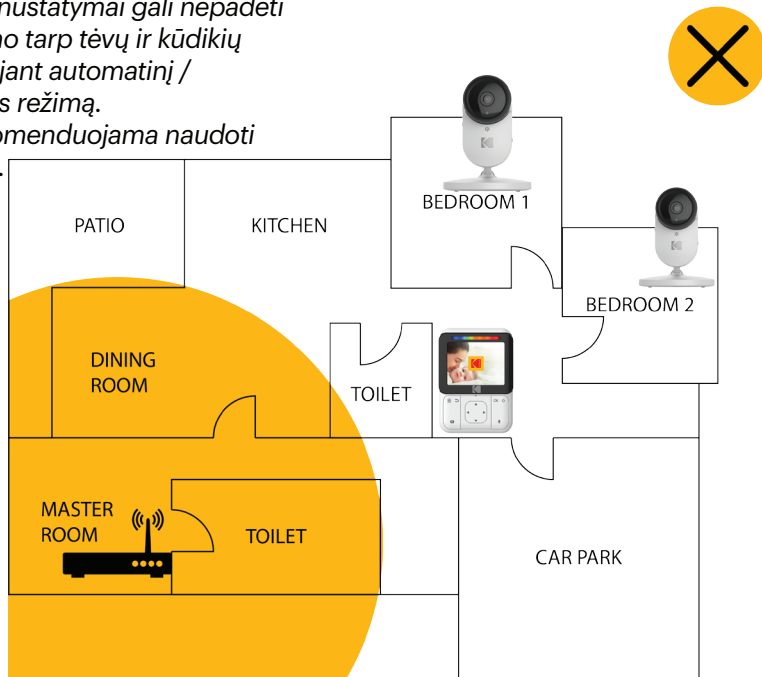 nustatymai gali nepadėti
no tarp tėvų ir kūdikių
jant automatinį /
s režimą.
omenduojama naudoti
.
BEDROOM 1
PATIO
KITCHEN
BEDROOM 2
DINING
ROOM
TOILET
MASTER
ROOM
TOILET
CAR PARK